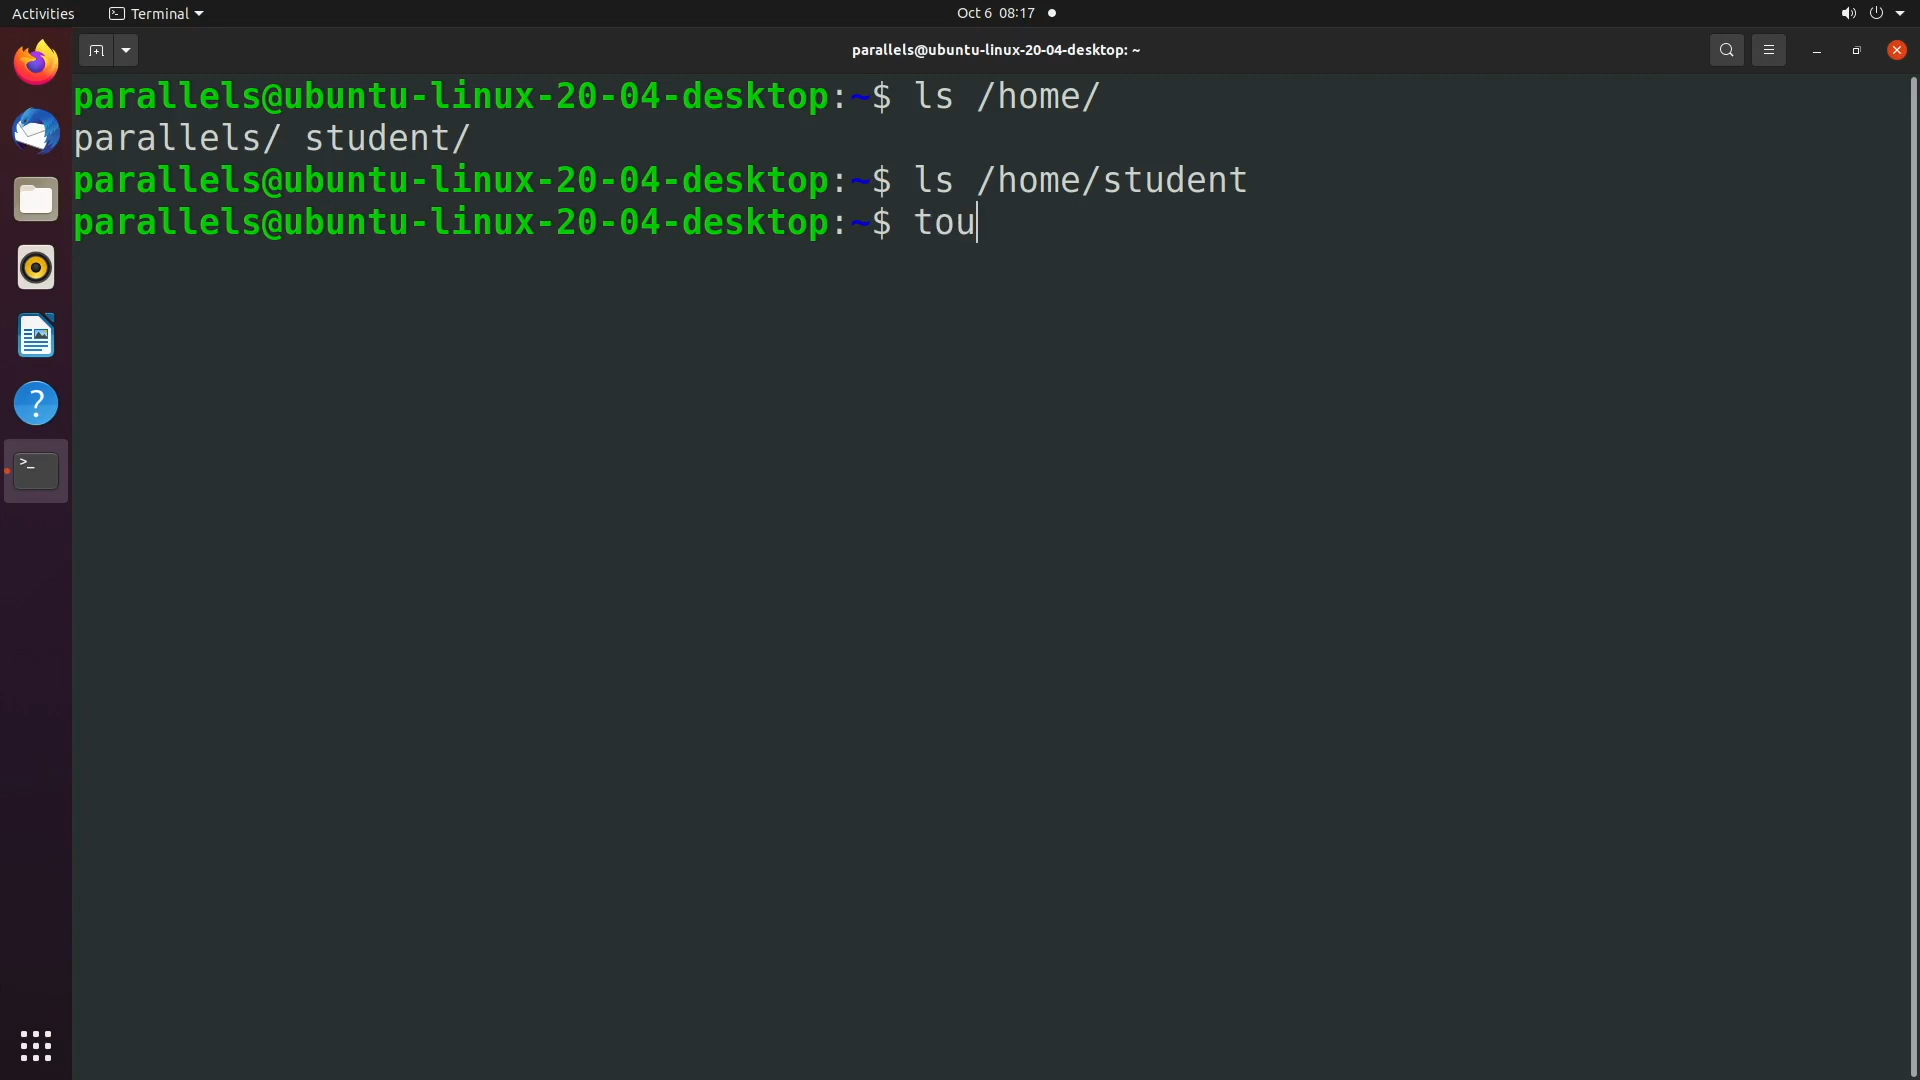 Activities Terminal Oct 6 08:17
parallels@ubuntu-linux-20-04-desktop: ~
parallels@ubuntu-linux-20-04-desktop:~$ ls /home/
parallels/ student/
parallels@ubuntu-linux-20-04-desktop:~$ ls /home/student
parallels@ubuntu-linux-20-04-desktop:~$ tou
?
>_